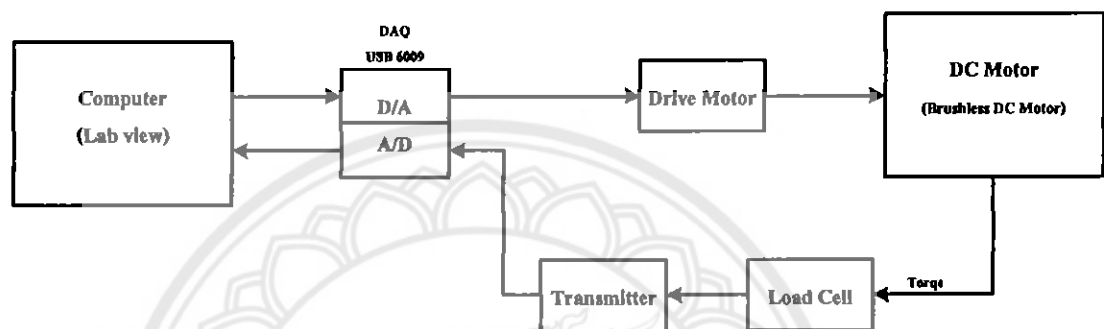 DAQ
USB 6009
Computer
(Lab view)
D/A
A/D
Drive Motor
DC Motor
(Brushless DC Motor)
Transmitter
Load Cell
Torqe